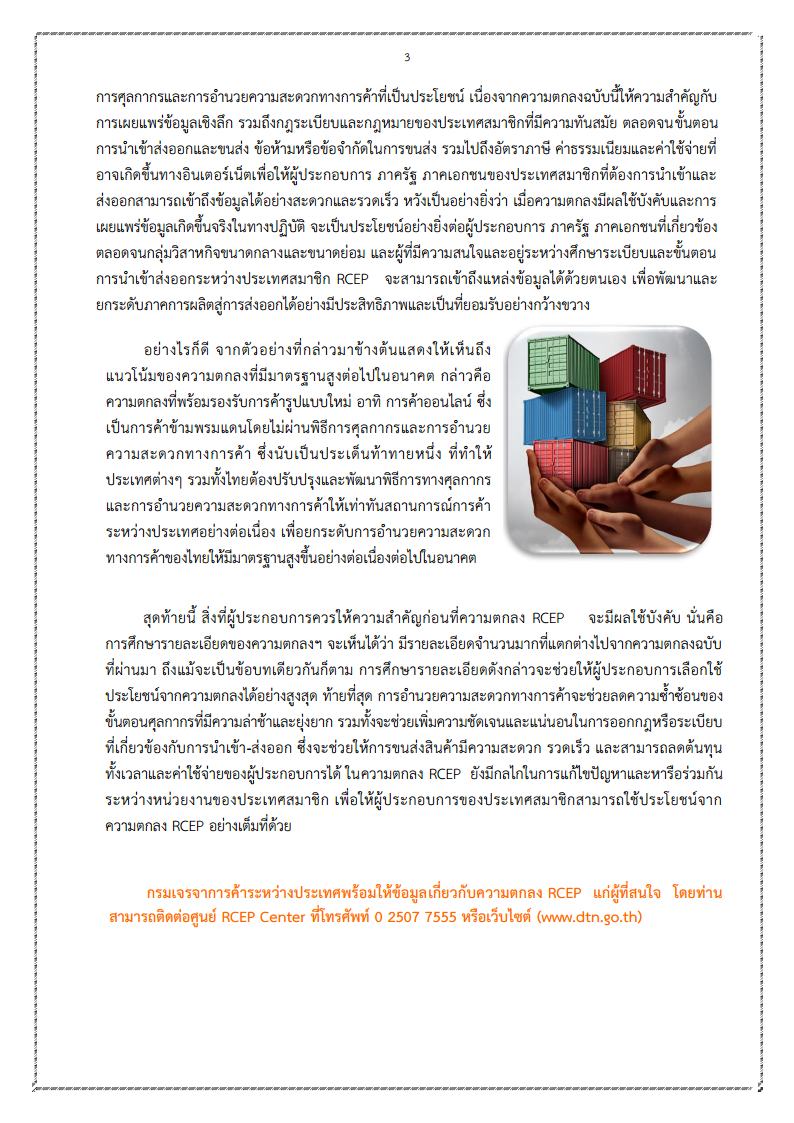 3
การศุลกากรและการอำนวยความสะดวกทางการค้าที่เป็นประโยชน์ เนื่องจากความตกลงฉบับนี้ให้ความสำคัญกับ
การเผยแพร่ข้อมูลเชิงลึก รวมถึงกฎระเบียบและกฎหมายของประเทศสมาชิกที่มีความทันสมัย ตลอดจนขั้นตอน
การนำเข้าส่งออกและขนส่ง ข้อห้ามหรือข้อจำกัดในการขนส่ง รวมไปถึงอัตราภาษี ค่าธรรมเนียมและค่าใช้จ่ายที่
อาจเกิดขึ้นทางอินเตอร์เน็ตเพื่อให้ผู้ประกอบการ ภาครัฐ ภาคเอกชนของประเทศสมาชิกที่ต้องการนำเข้าและ
ส่งออกสามารถเข้าถึงข้อมูลได้อย่างสะดวกและรวดเร็ว หวังเป็นอย่างยิ่งว่า เมื่อความตกลงมีผลใช้บังคับและการ
เผยแพร่ข้อมูลเกิดขึ้นจริงในทางปฏิบัติ จะเป็นประโยชน์อย่างยิ่งต่อผู้ประกอบการ ภาครัฐ ภาคเอกชนที่เกี่ยวข้อง
ตลอดจนกลุ่มวิสาหกิจขนาดกลางและขนาดย่อม และผู้ที่มีความสนใจและอยู่ระหว่างศึกษาระเบียบและขั้นตอน
การนำเข้าส่งออกระหว่างประเทศสมาชิก RCEP จะสามารถเข้าถึงแหล่งข้อมูลได้ด้วยตนเอง เพื่อพัฒนาและ
ยกระดับภาคการผลิตสู่การส่งออกได้อย่างมีประสิทธิภาพและเป็นที่ยอมรับอย่างกว้างขวาง
อย่างไรก็ดี จากตัวอย่างที่กล่าวมาข้างต้นแสดงให้เห็นถึง
แนวโน้มของความตกลงที่มีมาตรฐานสูงต่อไปในอนาคต กล่าวคือ
ความตกลงที่พร้อมรองรับการค้ารูปแบบใหม่ อาทิ การค้าออนไลน์ ซึ่ง
เป็นการค้าข้ามพรมแดนโดยไม่ผ่านพิธีการศุลกากรและการอำนวย
ความสะดวกทางการค้า ซึ่งนับเป็นประเด็นท้าทายหนึ่ง ที่ทำให้
ประเทศต่างๆ รวมทั้งไทยต้องปรับปรุงและพัฒนาพิธีการทางศุลกากร
และการอำนวยความสะดวกทางการค้าให้เท่าทันสถานการณ์การค้า
ระหว่างประเทศอย่างต่อเนื่อง เพื่อยกระดับการอำนวยความสะดวก
ทางการค้าของไทยให้มีมาตรฐานสูงขึ้นอย่างต่อเนื่องต่อไปในอนาคต
สุดท้ายนี้ สิ่งที่ผู้ประกอบการควรให้ความสำคัญก่อนที่ความตกลง RCEP จะมีผลใช้บังคับ นั่นคือ
การศึกษารายละเอียดของความตกลงฯ จะเห็นได้ว่า มีรายละเอียดจำนวนมากที่แตกต่างไปจากความตกลงฉบับ
ที่ผ่านมา ถึงแม้จะเป็นข้อบทเดียวกันก็ตาม การศึกษารายละเอียดดังกล่าวจะช่วยให้ผู้ประกอบการเลือกใช้
ประโยชน์จากความตกลงได้อย่างสูงสุด ท้ายที่สุด การอำนวยความสะดวกทางการค้าจะช่วยลดความซ้ำซ้อนของ
ขั้นตอนศุลกากรที่มีความล่าช้าและยุ่งยาก รวมทั้งจะช่วยเพิ่มความชัดเจนและแน่นอนในการออกกฎหรือระเบียบ
ที่เกี่ยวข้องกับการนำเข้า-ส่งออก ซึ่งจะช่วยให้การขนส่งสินค้ามีความสะดวก รวดเร็ว และสามารถลดต้นทุน
ทั้งเวลาและค่าใช้จ่ายของผู้ประกอบการได้ ในความตกลง RCEP ยังมีกลไกในการแก้ไขปัญหาและหารือร่วมกัน
ระหว่างหน่วยงานของประเทศสมาชิก เพื่อให้ผู้ประกอบการของประเทศสมาชิกสามารถใช้ประโยชน์จาก
ความตกลง RCEP อย่างเต็มที่ด้วย
กรมเจรจาการค้าระหว่างประเทศพร้อมให้ข้อมูลเกี่ยวกับความตกลง RCEP แก่ผู้ที่สนใจ โดยท่าน
สามารถติดต่อศูนย์ RCEP Center ที่โทรศัพท์ 0 2507 7555 หรือเว็บไซต์ (www.dtn.go.th)